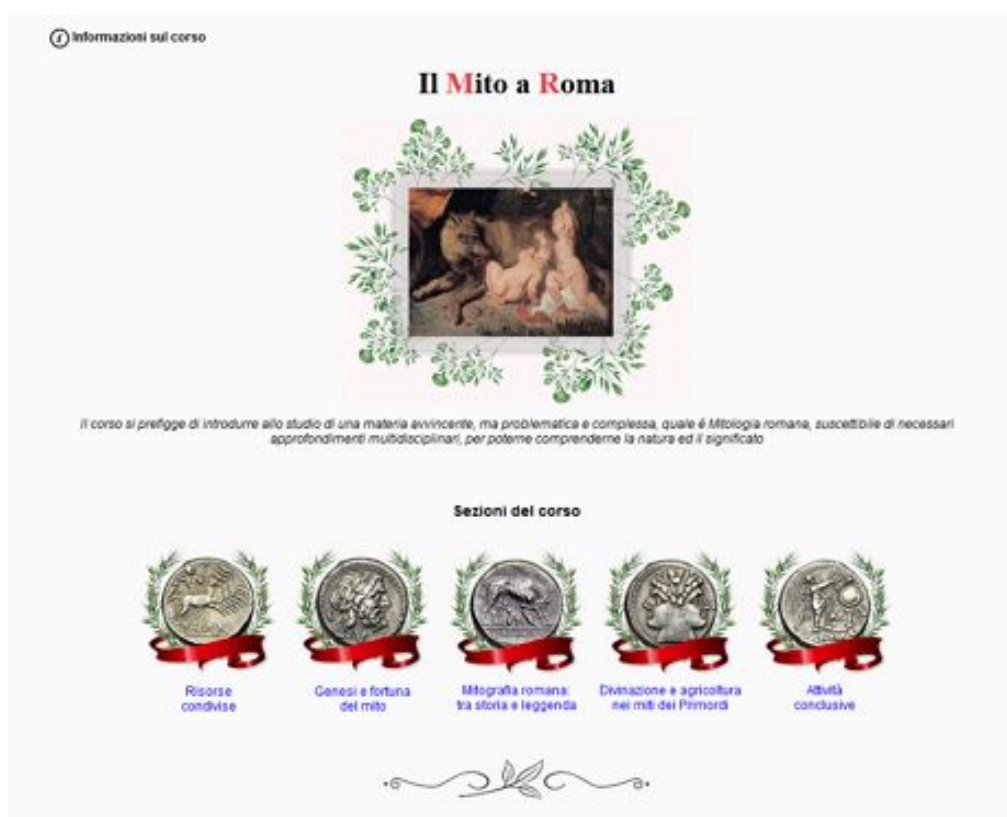 i Informazioni sul corso
Il Mito a Roma
Il corso si prefigge di introdurre allo studio di una materia avvincente, ma problematica e complessa, quale é Mitologia romana, suscettibile di necessari
approfondimenti multidisciplinari, per poterne comprenderne la natura ed il significato
Sezioni del corso
Risorse
condivise
Genesi e fortuna
del mito
Mitografia romana:
tra storia e leggenda
Divinazione e agricoltura
nei miti dei Primordi
Attività
conclusive